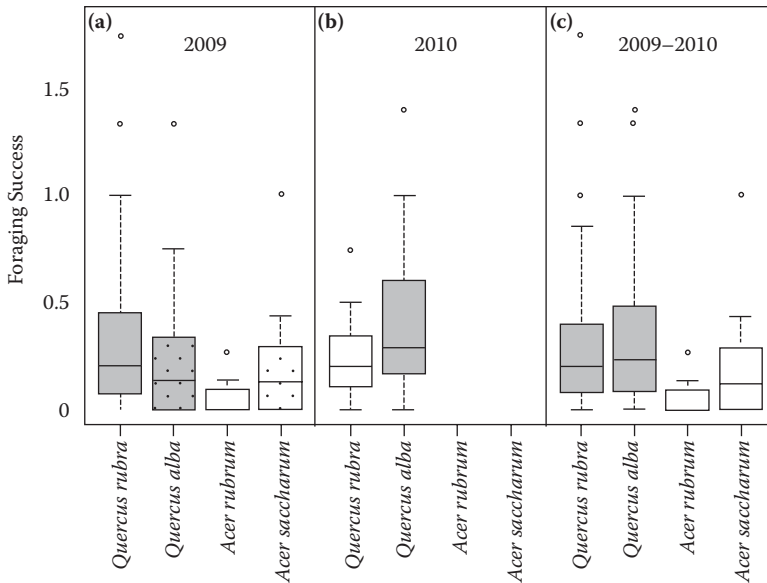 (a)
2009
(b)
2010
(c)
2009–2010
Foraging Success
1.5
1.0
0.5
0
Quercus rubra
Quercus alba
Acer rubrum
Acer saccharum
Quercus rubra
Quercus alba
Acer rubrum
Acer saccharum
Quercus rubra
Quercus alba
Acer rubrum
Acer saccharum